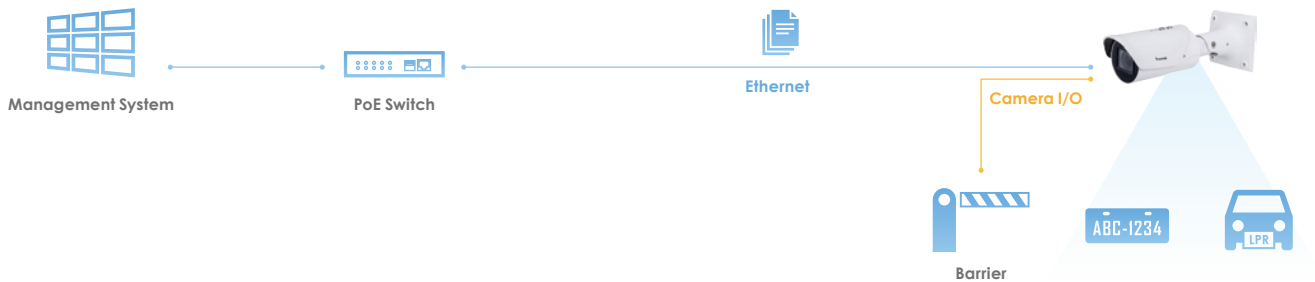 Management System
PoE Switch
Ethernet
Camera I/O
Barrier
ABC-1234
LPR